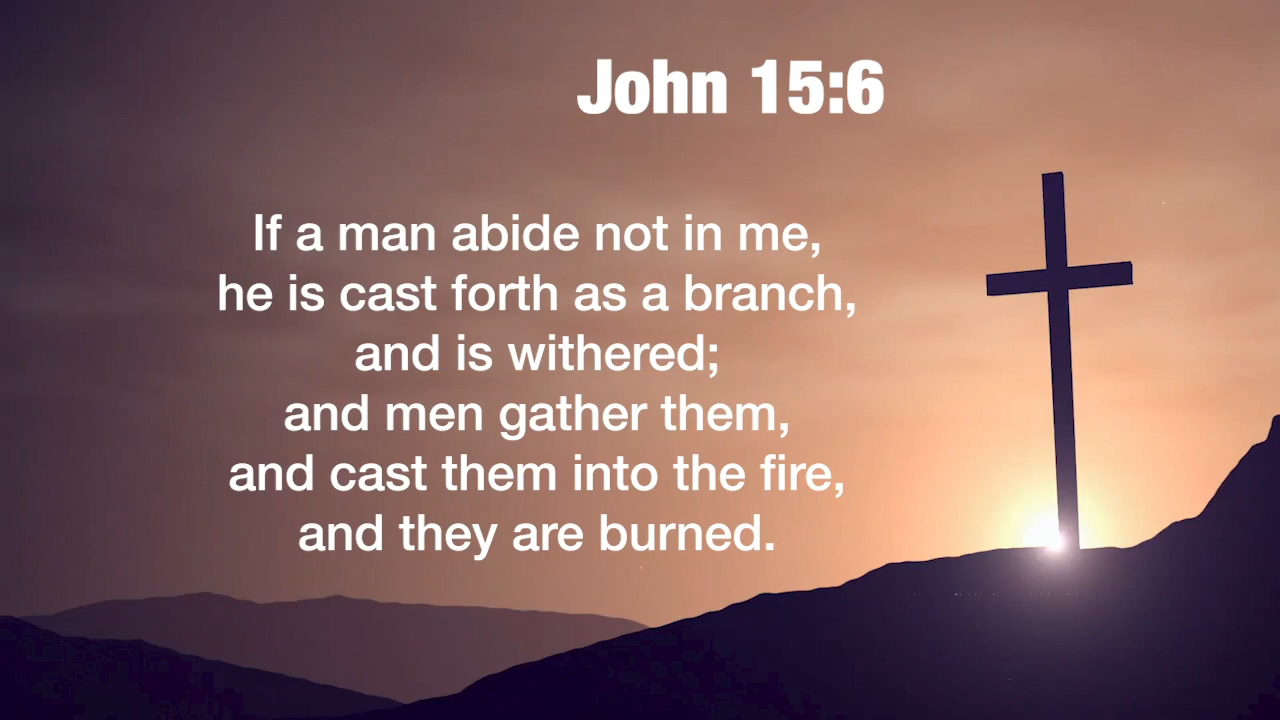 John 15:6
If a man abide not in me,
he is cast forth as a branch,
and is withered;
and men gather them,
and cast them into the fire,
and they are burned.